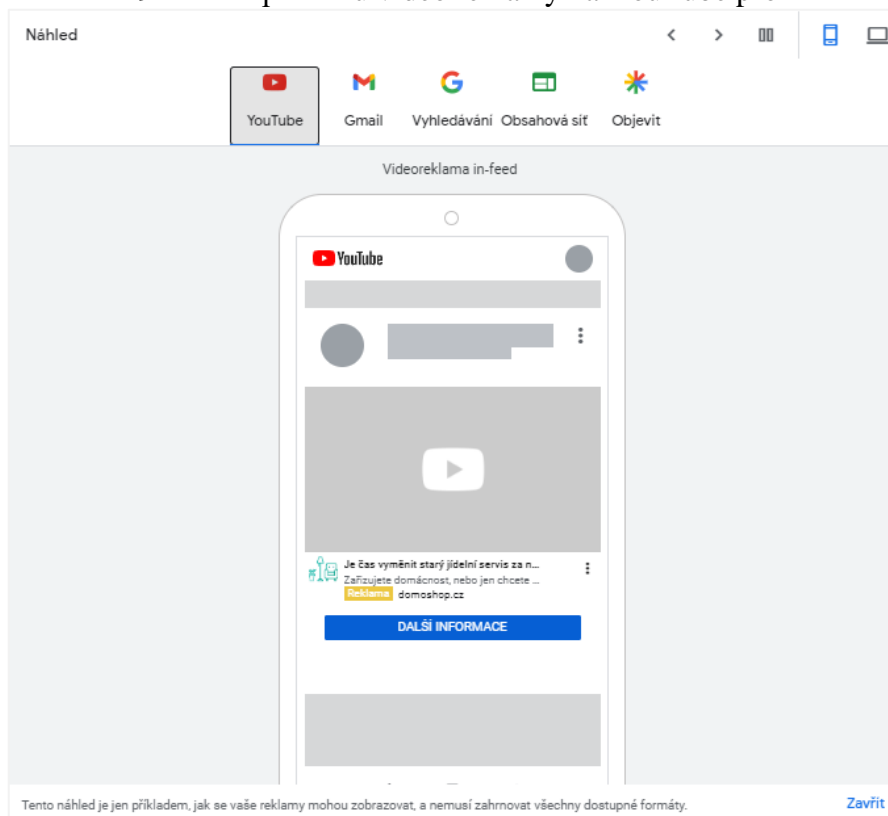 Náhled
YouTube
Gmail
Vyhledávání
Obsahová síť
Objevit
Videoreklama in-feed
YouTube
Je čas vyměnit starý jídelní servis za n...
Zařizujete domácnost, nebo jen chcete ...
Reklama domoshop.cz
DALŠÍ INFORMACE
Tento náhled je jen příkladem, jak se vaše reklamy mohou zobrazovat, a nemusí zahrnovat všechny dostupné formáty.
Zavřít